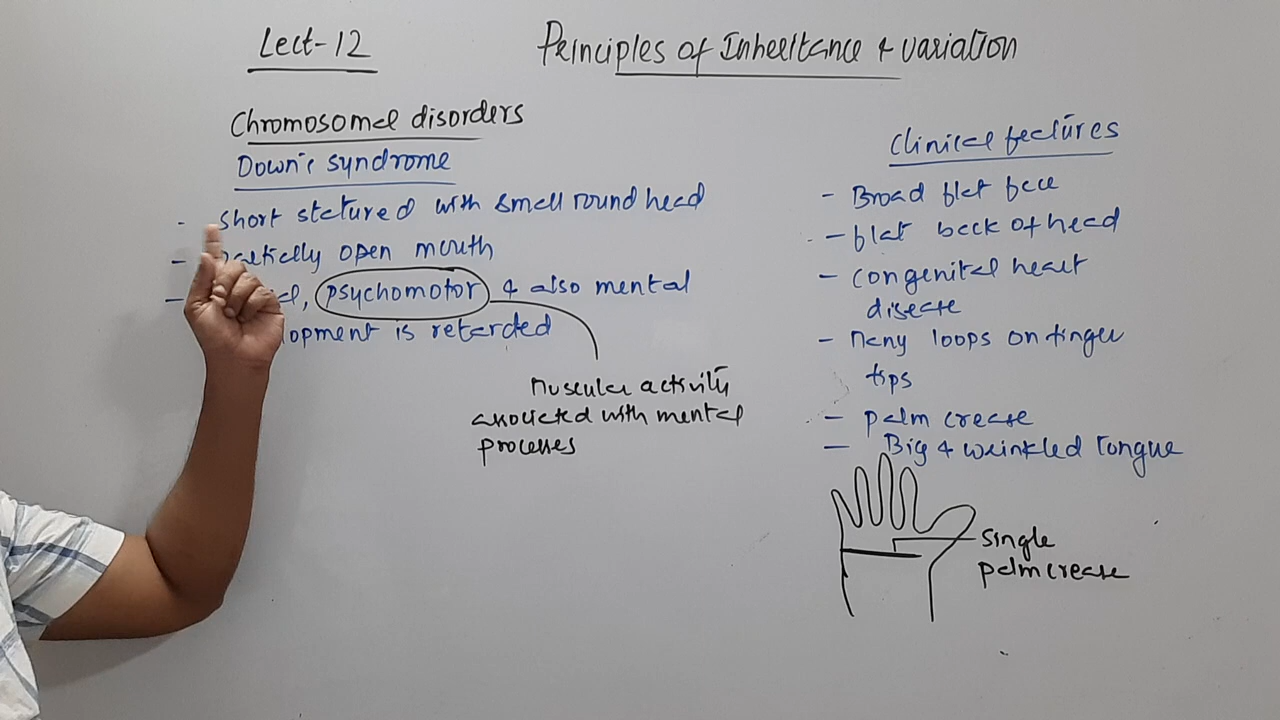 Lect-12
Principles of Inheritance & variation
Chromosomal disorders
Down's syndrome
- Short statured with small round head
- open mouth
- , psychomotor & also mental
is retarded
Muscular activity
associated with mental
processes
Clinical features
- Broad flat face
- flat back of head
- Congenital heart
disease
- Many loops on finger
tips
- palm crease
- Big & wrinkled Tongue
Single
palm crease